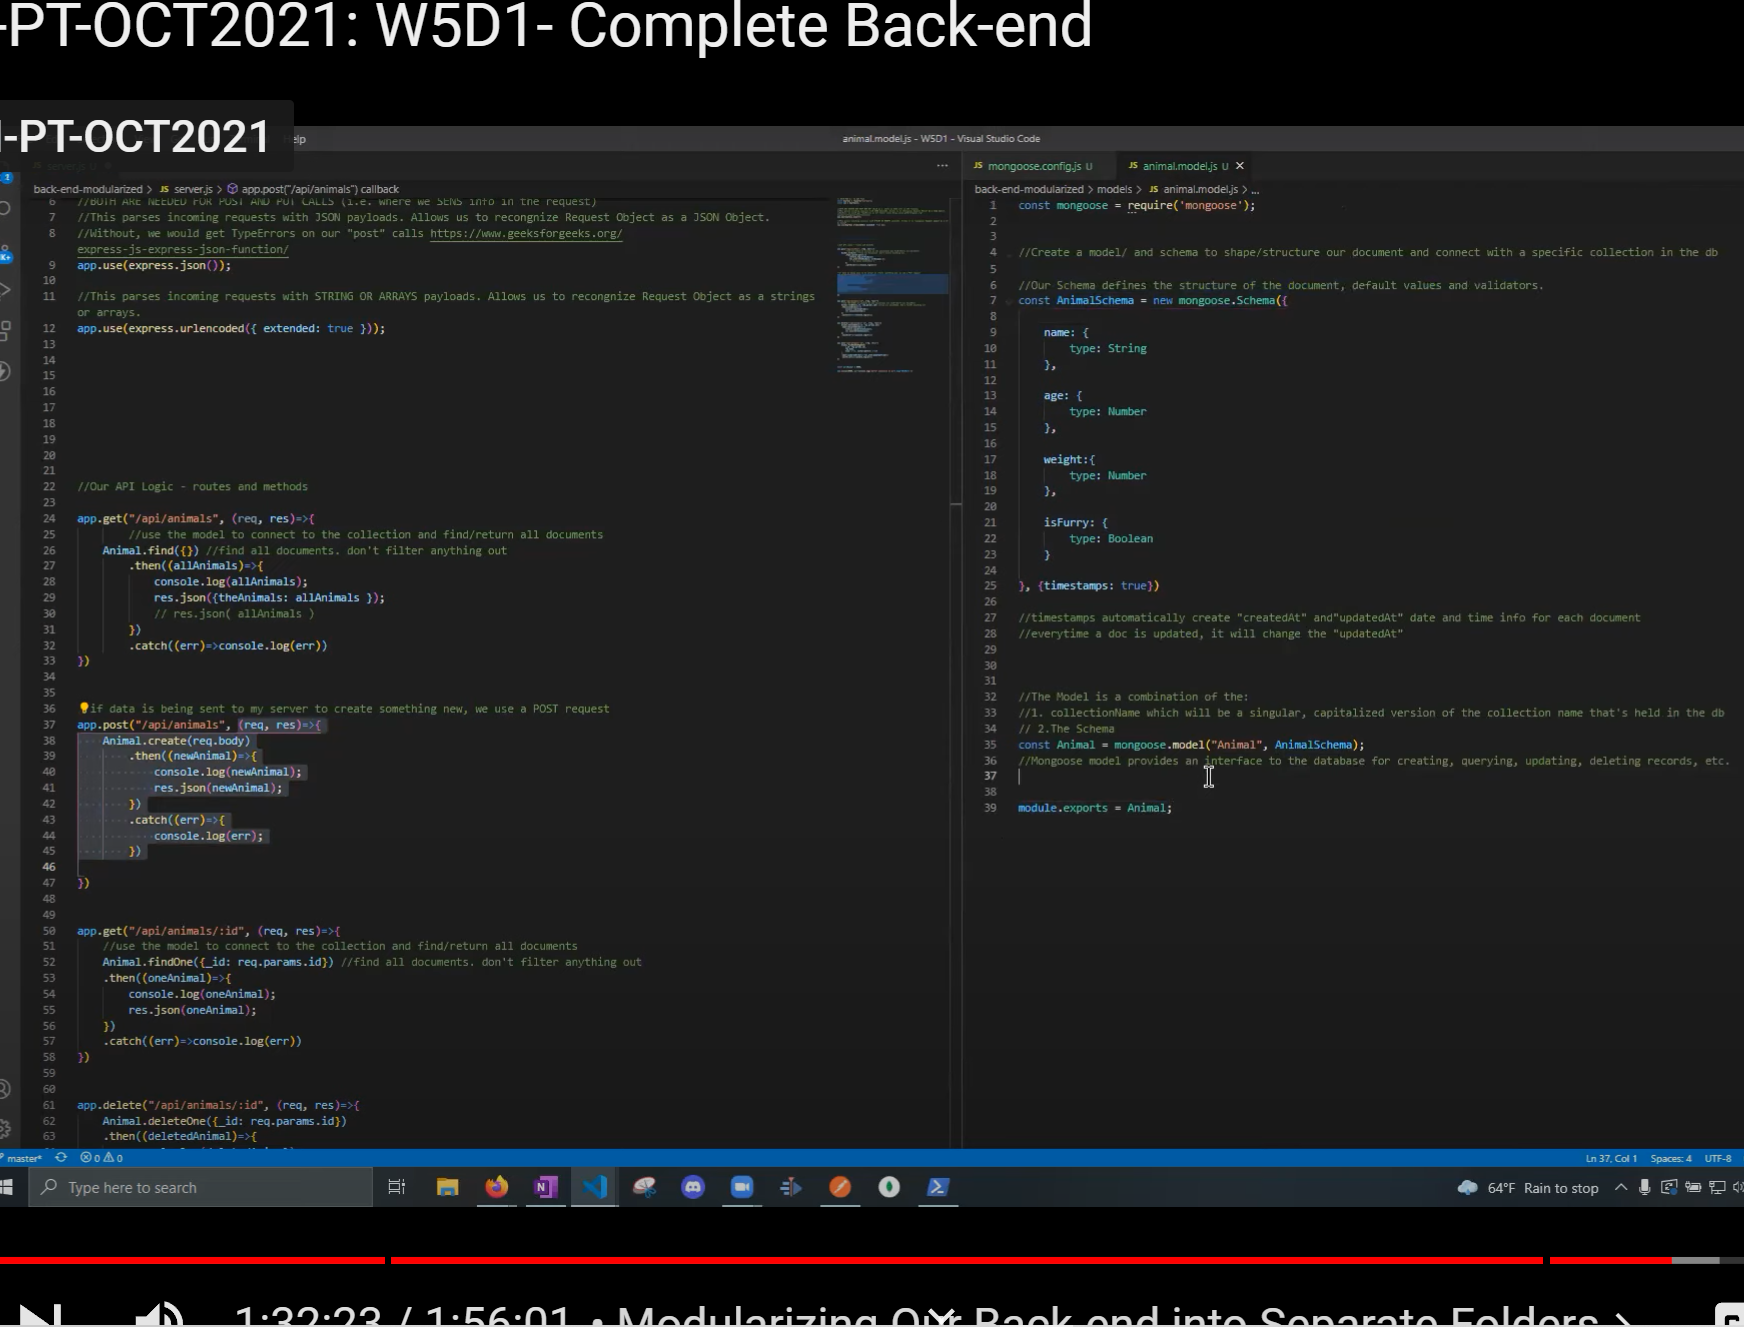 -PT-OCT2021: W5D1- Complete Back-end
-PT-OCT2021
elp
animal.model.js - W5D1 - Visual Studio Code
server.js U
back-end-modularized > JS server.js > app.post("/api/animals") callback
6 //BOTH ARE NEEDED FOR POST AND PUT CALLS (i.e. where we SENS info in the request)
7 //This parses incoming requests with JSON payloads. Allows us to recongnize Request Object as a JSON Object.
8 //Without, we would get TypeErrors on our "post" calls https://www.geeksforgeeks.org/
express-js-express-json-function/
9 app.use(express.json());
10
11 //This parses incoming requests with STRING OR ARRAYS payloads. Allows us to recongnize Request Object as a strings
or arrays.
12 app.use(express.urlencoded({ extended: true }));
13
14
15
16
17
18
19
20
21
22 //Our API Logic - routes and methods
23
24 app.get("/api/animals", (req, res)=>{
25 //use the model to connect to the collection and find/return all documents
26 Animal.find({}) //find all documents. don't filter anything out
27 .then((allAnimals)=>{
28 console.log(allAnimals);
29 res.json({theAnimals: allAnimals });
30 // res.json( allAnimals )
31 })
32 .catch((err)=>console.log(err))
33 })
34
35
36 if data is being sent to my server to create something new, we use a POST request
37 app.post("/api/animals", (req, res)=>{
38 Animal.create(req.body)
39 .then((newAnimal)=>{
40 console.log(newAnimal);
41 res.json(newAnimal);
42 })
43 .catch((err)=>{
44 console.log(err);
45 })
46
47 })
48
49
50 app.get("/api/animals/:id", (req, res)=>{
51 //use the model to connect to the collection and find/return all documents
52 Animal.findOne({_id: req.params.id}) //find all documents. don't filter anything out
53 .then((oneAnimal)=>{
54 console.log(oneAnimal);
55 res.json(oneAnimal);
56 })
57 .catch((err)=>console.log(err))
58 })
59
60
61 app.delete("/api/animals/:id", (req, res)=>{
62 Animal.deleteOne({_id: req.params.id})
63 .then((deletedAnimal)=>{
JS mongoose.config.js U
JS animal.model.js U
back-end-modularized > models > JS animal.model.js > ...
1 const mongoose = require('mongoose');
2
3
4 //Create a model/ and schema to shape/structure our document and connect with a specific collection in the db
5
6 //Our Schema defines the structure of the document, default values and validators.
7 const AnimalSchema = new mongoose.Schema({
8
9 name: {
10 type: String
11 },
12
13 age: {
14 type: Number
15 },
16
17 weight:{
18 type: Number
19 },
20
21 isFurry: {
22 type: Boolean
23 }
24
25 }, {timestamps: true})
26
27 //timestamps automatically create "createdAt" and"updatedAt" date and time info for each document
28 //everytime a doc is updated, it will change the "updatedAt"
29
30
31
32 //The Model is a combination of the:
33 //1. collectionName which will be a singular, capitalized version of the collection name that's held in the db
34 // 2.The Schema
35 const Animal = mongoose.model("Animal", AnimalSchema);
36 //Mongoose model provides an interface to the database for creating, querying, updating, deleting records, etc.
37
38
39 module.exports = Animal;
master* 0 0
Ln 37, Col 1 Spaces: 4 UTF-8
Type here to search
64°F Rain to stop
1:32:23 / 1:56:01 • Modularizing Our Back-end into Separate Folders >